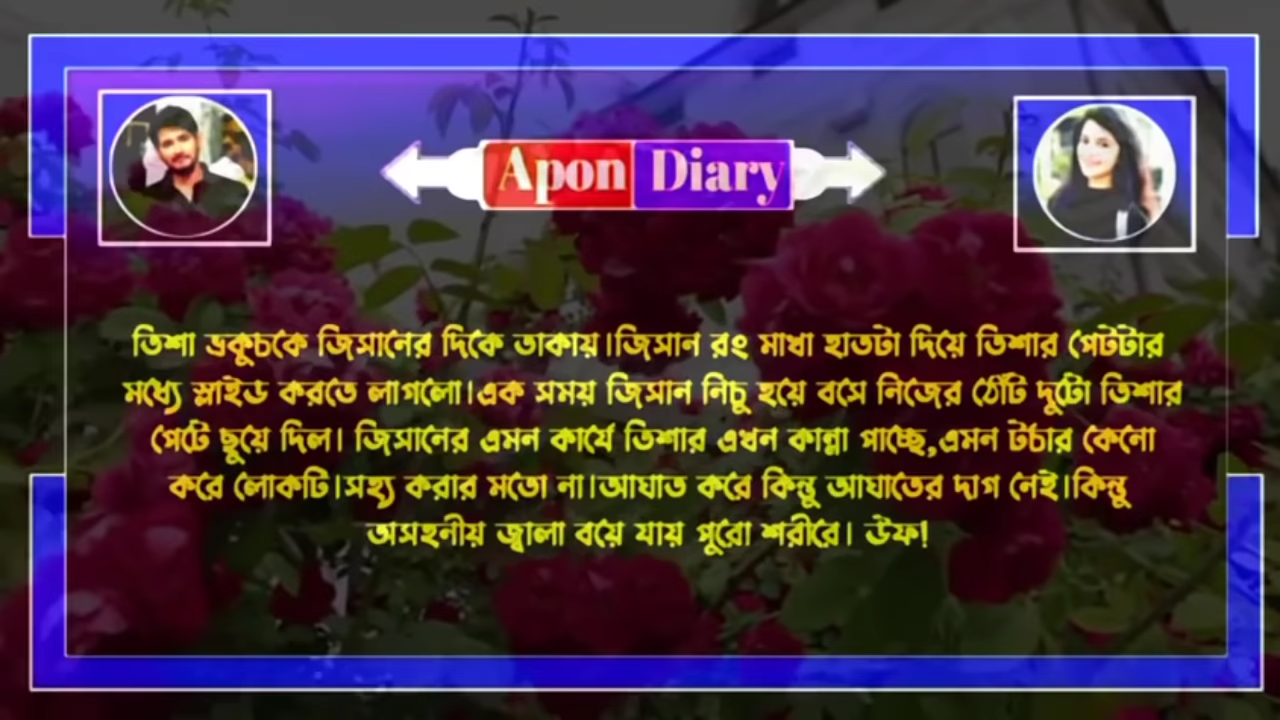 Apon Diary
তিশা ভ্রকুচকে জিসানের দিকে তাকায়।জিসান রং মাখা হাতটা দিয়ে তিশার পেটটার
মধ্যে স্লাইড করতে লাগলো।এক সময় জিসান নিচু হয়ে বসে নিজের ঠোঁট দুটো তিশার
পেটে ছুয়ে দিল। জিসানের এমন কার্যে তিশার এখন কান্না পাচ্ছে,এমন টর্চার কেনো
করে লোকটি।সহ্য করার মতো না।আঘাত করে কিন্তু আঘাতের দাগ নেই।কিন্তু
অসহনীয় জ্বালা বয়ে যায় পুরো শরীরে। উফ!